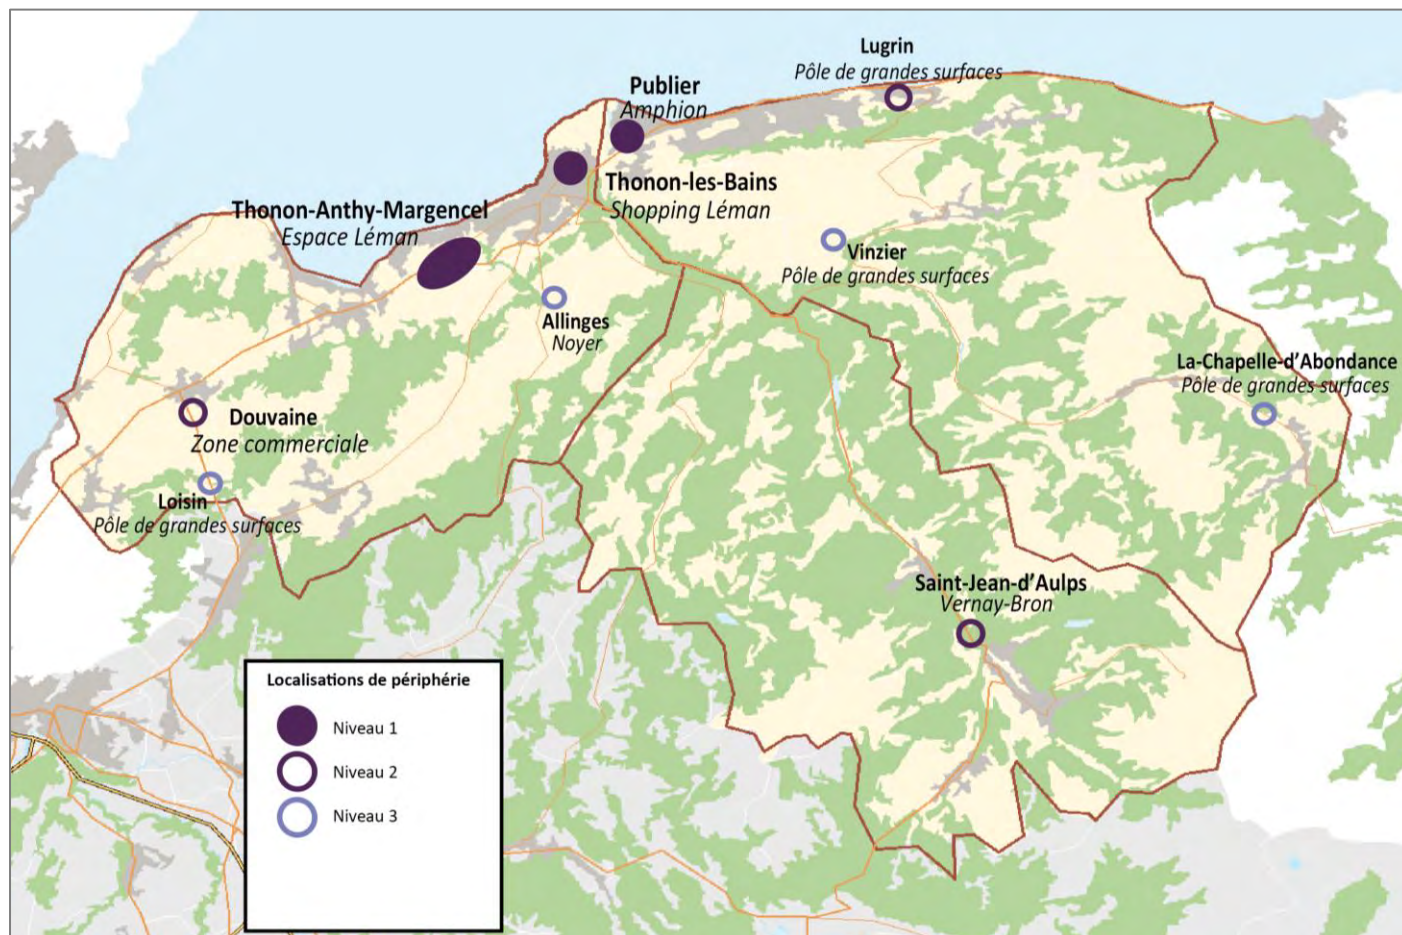 Lugrin
Pôle de grandes surfaces
Publier
Amphion
Thonon-les-Bains
Shopping Léman
Thonon-Anthy-Margencel
Espace Léman
Vinzier
Pôle de grandes surfaces
Allinges
Noyer
La-Chapelle-d'Abondance
Pôle de grandes surfaces
Douvaine
Zone commerciale
Loisin
Pôle de grandes surfaces
Saint-Jean-d'Aulps
Vernay-Bron
Localisations de périphérie
Niveau 1
Niveau 2
Niveau 3